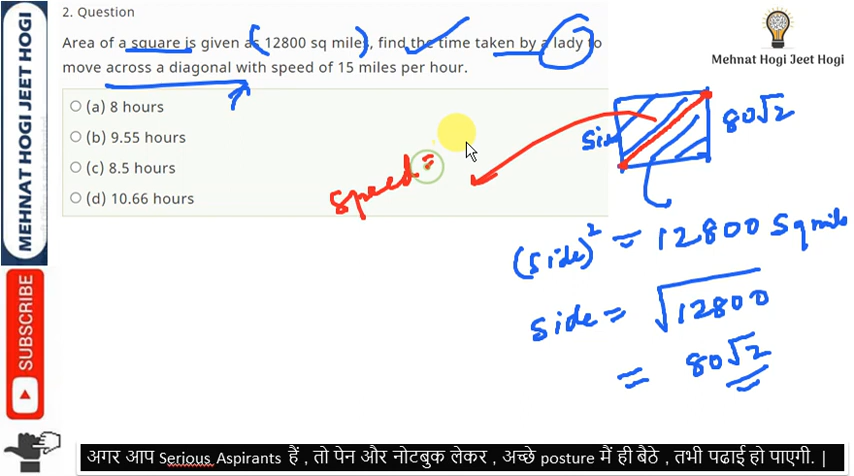 MEHNAT HOGI JEET HOGI
SUBSCRIBE
Mehnat Hogi Jeet Hogi
2. Question
Area of a square is given as 12800 sq miles, find the time taken by a lady to
move across a diagonal with speed of 15 miles per hour.
(a) 8 hours
(b) 9.55 hours
(c) 8.5 hours
(d) 10.66 hours
80√2
Side
Speed =
(Side)² = 12800 Sq mile
Side = √12800
= 80√2
अगर आप Serious Aspirants हैं , तो पेन और नोटबुक लेकर , अच्छे posture मैं ही बैठे , तभी पढाई हो पाएगी. |